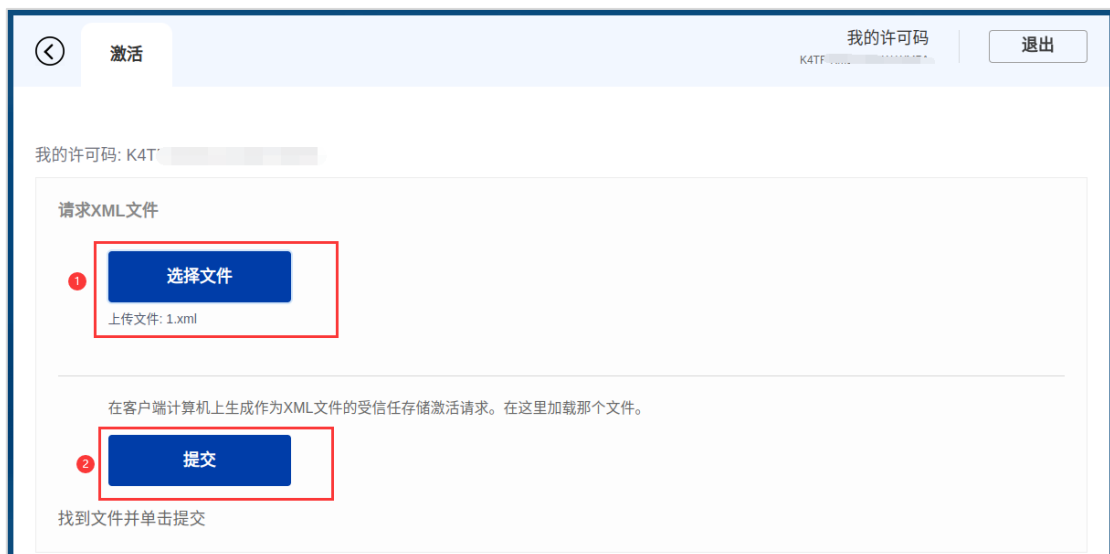 激活
我的许可码
K4TF
退出
我的许可码: K4T
请求XML文件
1
选择文件
上传文件: 1.xml
在客户端计算机上生成作为XML文件的受信任存储激活请求。在这里加载那个文件。
2
提交
找到文件并单击提交